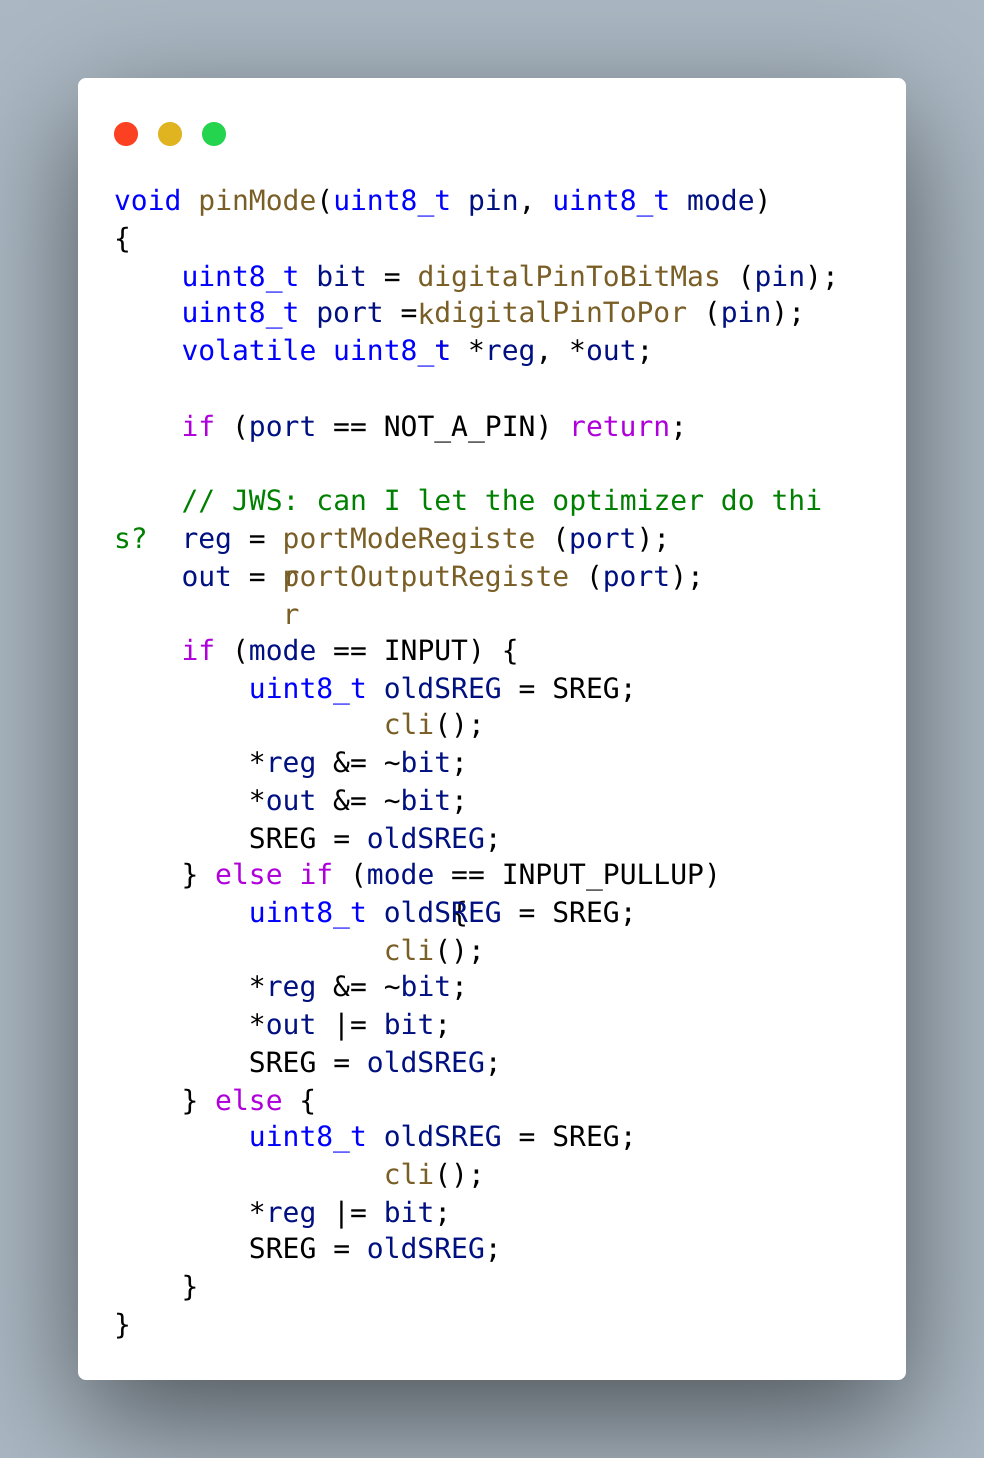 void pinMode(uint8_t pin, uint8_t mode)
{
    uint8_t bit = digitalPinToBitMas (pin);
    uint8_t port =kdigitalPinToPor (pin);
    volatile uint8_t *reg, *out;

    if (port == NOT_A_PIN) return;

    // JWS: can I let the optimizer do thi
s?  reg = portModeRegiste (port);
    out = portOutputRegiste (port);
          r
    if (mode == INPUT) {
        uint8_t oldSREG = SREG;
                cli();
        *reg &= ~bit;
        *out &= ~bit;
        SREG = oldSREG;
    } else if (mode == INPUT_PULLUP)
        uint8_t oldSREG = SREG;
                cli();
        *reg &= ~bit;
        *out |= bit;
        SREG = oldSREG;
    } else {
        uint8_t oldSREG = SREG;
                cli();
        *reg |= bit;
        SREG = oldSREG;
    }
}